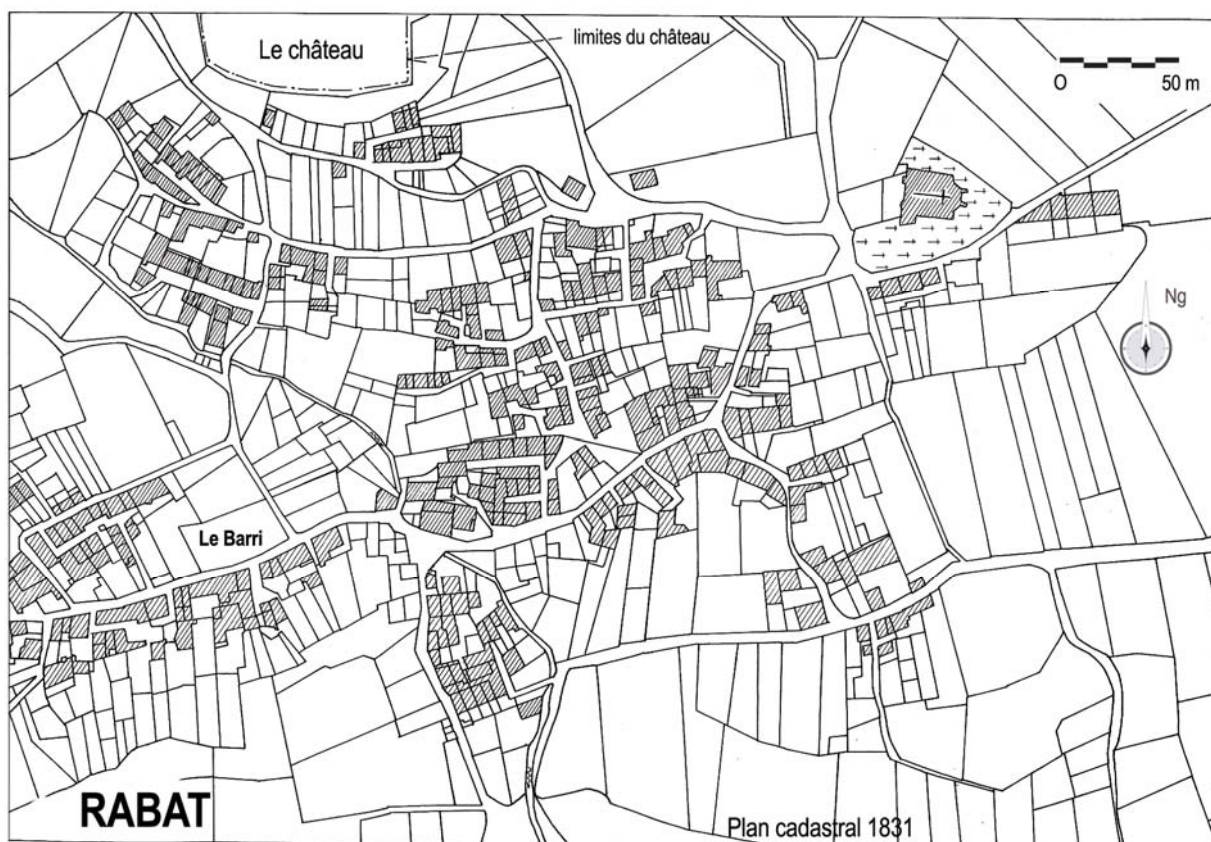 Le château
limites du château
O 50 m
Ng
Le Barri
RABAT
Plan cadastral 1831